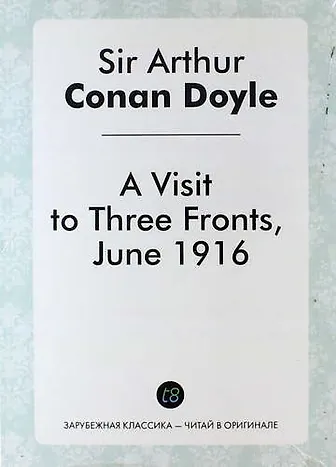 Sir Arthur
Conan Doyle
A Visit
to Three Fronts,
June 1916
t8
ЗАРУБЕЖНАЯ КЛАССИКА — ЧИТАЙ В ОРИГИНАЛЕ